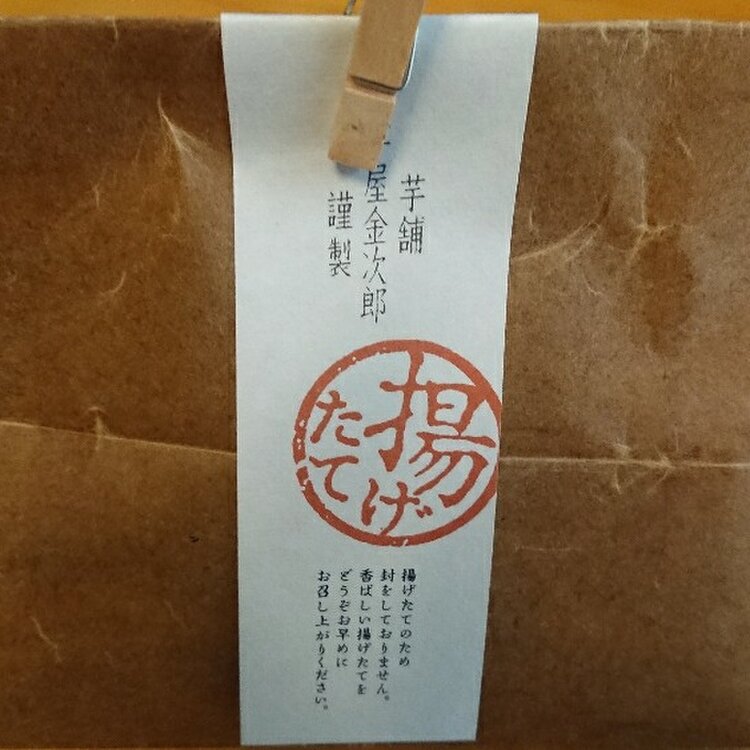 芋舗
屋金次郎
謹製
揚げ
たて
揚げたてのため
封をしておりません。
香ばしい揚げたてを
どうぞお早めに
お召し上がりください。